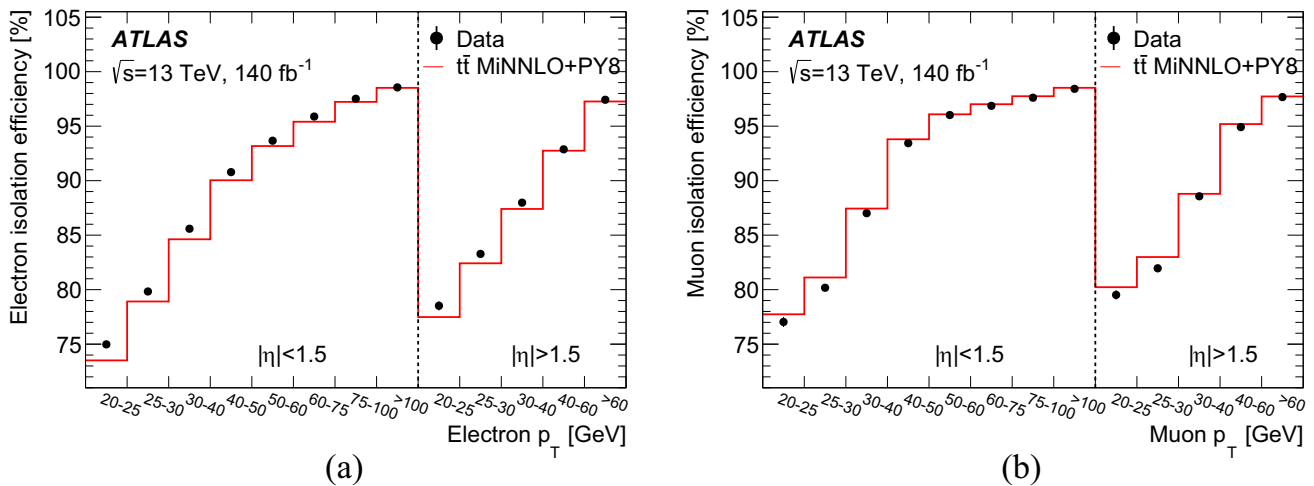 Electron isolation efficiency [%]
105
100
95
90
85
80
75
ATLAS
√s=13 TeV, 140 fb⁻¹
Data
tt̄ MiNNLO+PY8
|η|<1.5
|η|>1.5
20-25 25-30 30-40 40-50 50-60 60-75 75-100 >100 20-25 25-30 30-40 40-60 >60
Electron p_T [GeV]
(a)
Muon isolation efficiency [%]
105
100
95
90
85
80
75
ATLAS
√s=13 TeV, 140 fb⁻¹
Data
tt̄ MiNNLO+PY8
|η|<1.5
|η|>1.5
20-25 25-30 30-40 40-50 50-60 60-75 75-100 >100 20-25 25-30 30-40 40-60 >60
Muon p_T [GeV]
(b)